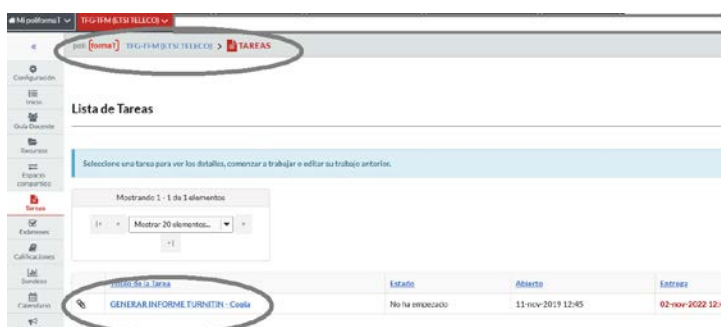 Mi poliformaT
TFG-TFM (ETSI TELECO)
«
poli [formaT] TFG-TFM (ETSI TELECO) > TAREAS
Configuración
Inicio
Guía Docente
Recursos
Espacio
compartido
Tareas
Exámenes
Calificaciones
Sondeos
Calendario
Lista de Tareas
Seleccione una tarea para ver los detalles, comenzar a trabajar o editar su trabajo anterior.
Mostrando 1 - 1 de 1 elementos
|< < Mostrar 20 elementos... >
>|
Título de la Tarea Estado Abierto Entrega
GENERAR INFORME TURNITIN - Copia No ha empezado 11-nov-2019 12:45 02-nov-2022 12:4